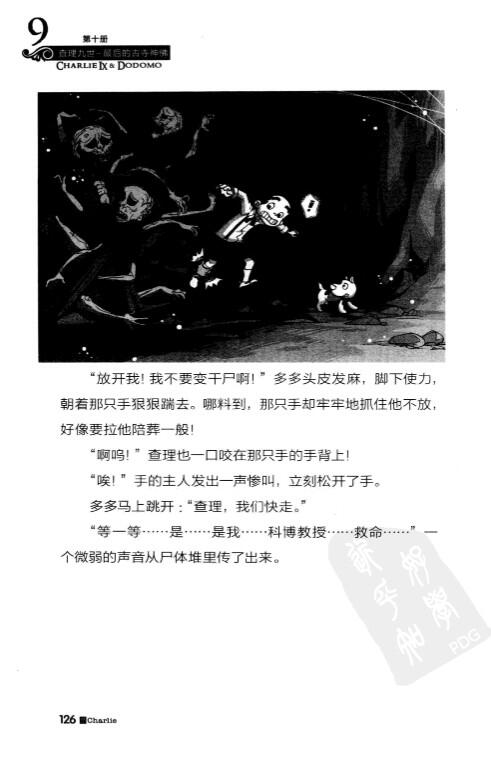 9
第十册
查理九世-最后的古寺神佛
CHARLIE IX & DODOMO
“放开我！我不要变干尸啊！”多多头皮发麻，脚下使力，
朝着那只手狠狠踹去。哪料到，那只手却牢牢地抓住他不放，
好像要拉他陪葬一般！
“啊呜！”查理也一口咬在那只手的手背上！
“唉！”手的主人发出一声惨叫，立刻松开了手。
多多马上跳开：“查理，我们快走。”
“等一等……是……是我……科博教授……救命……”一
个微弱的声音从尸体堆里传了出来。
PDG
126 Charlie